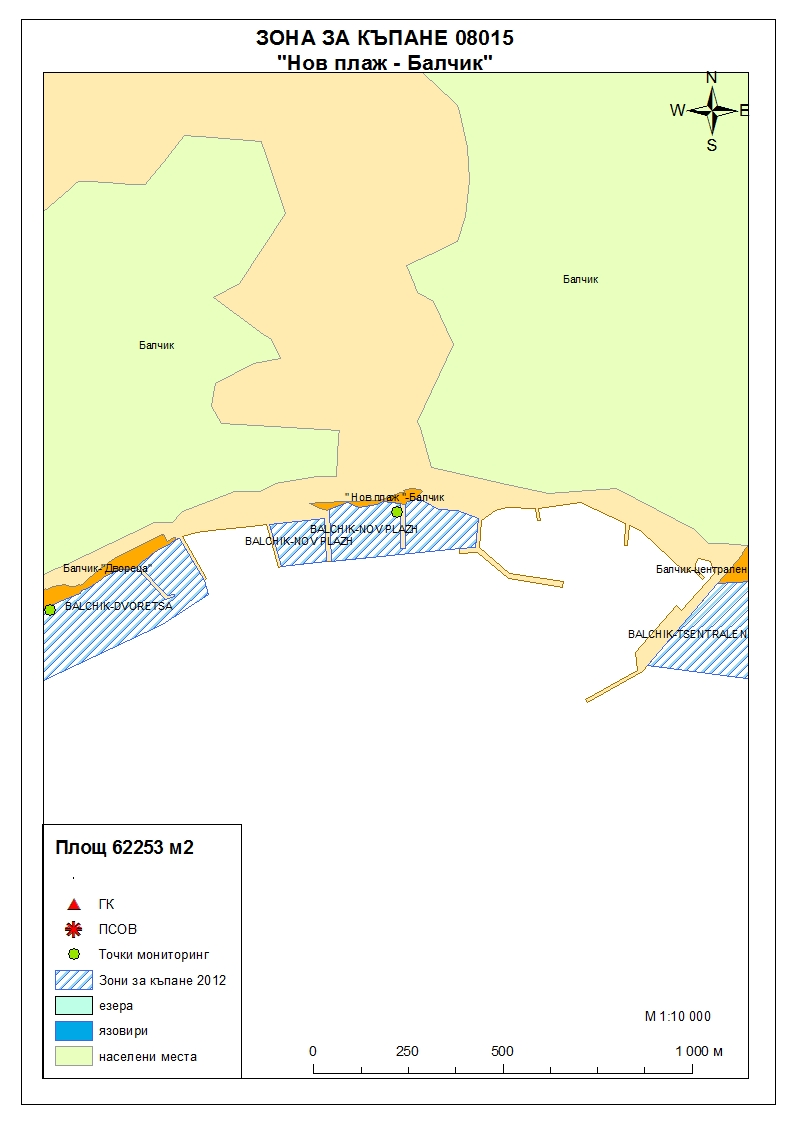 ЗОНА ЗА КЪПАНЕ 08015
"Нов плаж - Балчик"
N
W E
S
Балчик
Балчик
"Нов плаж"-Балчик
BALCHIK-NOV PLAZH
BALCHIK-NOV PLAZH
Балчик-"Двореца"
Балчик-централен
BALCHIK-DVORETSA
BALCHIK-TSENTRALEN
Площ 62253 м2
ГК
ПСОВ
Точки мониторинг
Зони за къпане 2012
езера
язовири
населени места
М 1:10 000
0 250 500 1 000 м